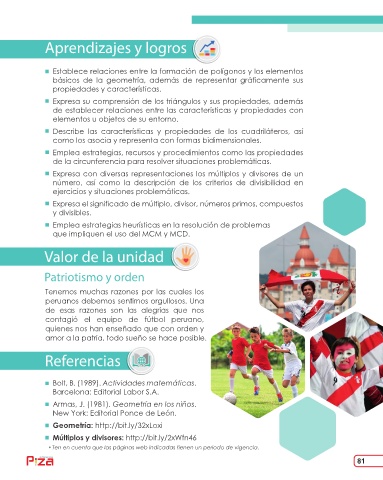 Aprendizajes y logros
Establece relaciones entre la formación de polígonos y los elementos
básicos de la geometría, además de representar gráficamente sus
propiedades y características.
Expresa su comprensión de los triángulos y sus propiedades, además
de establecer relaciones entre las características y propiedades con
elementos u objetos de su entorno.
Describe las características y propiedades de los cuadriláteros, así
como los asocia y representa con formas bidimensionales.
Emplea estrategias, recursos y procedimientos como las propiedades
de la circunferencia para resolver situaciones problemáticas.
Expresa con diversas representaciones los múltiplos y divisores de un
número, así como la descripción de los criterios de divisibilidad en
ejercicios y situaciones problemáticas.
Expresa el significado de múltiplo, divisor, números primos, compuestos
y divisibles.
Emplea estrategias heurísticas en la resolución de problemas
que impliquen el uso del MCM y MCD.
Valor de la unidad
Patriotismo y orden
Tenemos muchas razones por las cuales los
peruanos debemos sentirnos orgullosos. Una
de esas razones son las alegrías que nos
contagió el equipo de fútbol peruano,
quienes nos han enseñado que con orden y
amor a la patria, todo sueño se hace posible.
Referencias
Bolt, B. (1989). Actividades matemáticas.
Barcelona: Editorial Labor S.A.
Armas, J. (1981). Geometría en los niños.
New York: Editorial Ponce de León.
Geometría: http://bit.ly/32xLoxi
Múltiplos y divisores: http://bit.ly/2xWfn46
* Ten en cuenta que las páginas web indicadas tienen un periodo de vigencia.
Piza
81